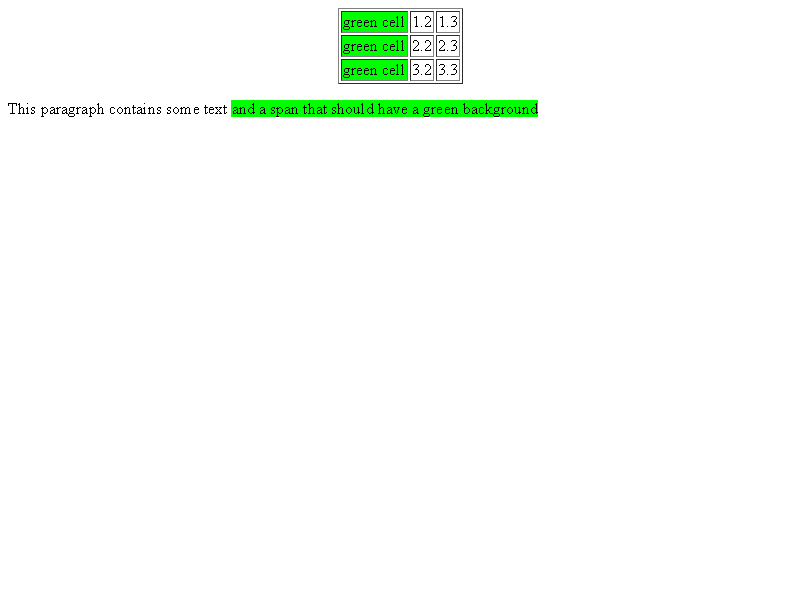 green cell 1.2 1.3
green cell 2.2 2.3
green cell 3.2 3.3
This paragraph contains some text and a span that should have a green background